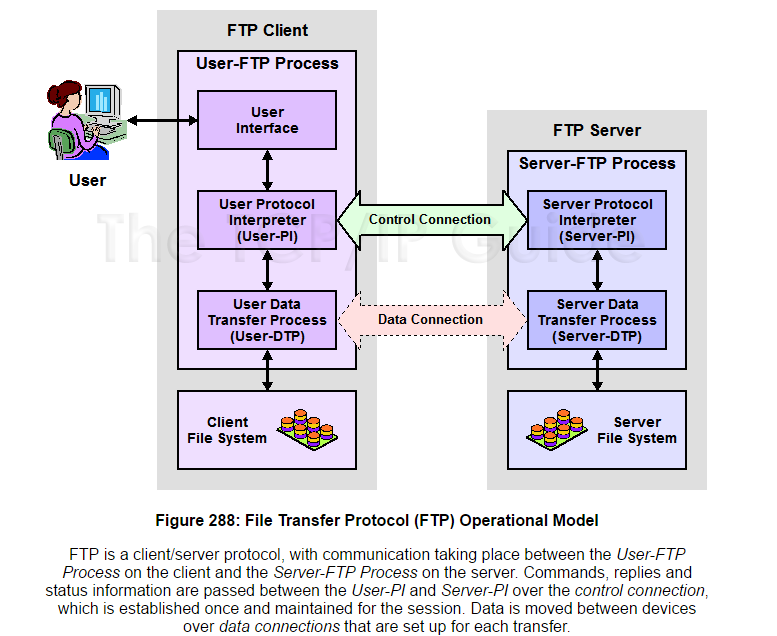 FTP Client
User-FTP Process
User
Interface
User
FTP Server
Server-FTP Process
User Protocol
Interpreter
(User-PI)
Control Connection
Server Protocol
Interpreter
(Server-PI)
The TCP/IP Guide
User Data
Transfer Process
(User-DTP)
Data Connection
Server Data
Transfer Process
(Server-DTP)
Client
File System
Server
File System
Figure 288: File Transfer Protocol (FTP) Operational Model
FTP is a client/server protocol, with communication taking place between the User-FTP
Process on the client and the Server-FTP Process on the server. Commands, replies and
status information are passed between the User-PI and Server-PI over the control connection,
which is established once and maintained for the session. Data is moved between devices
over data connections that are set up for each transfer.